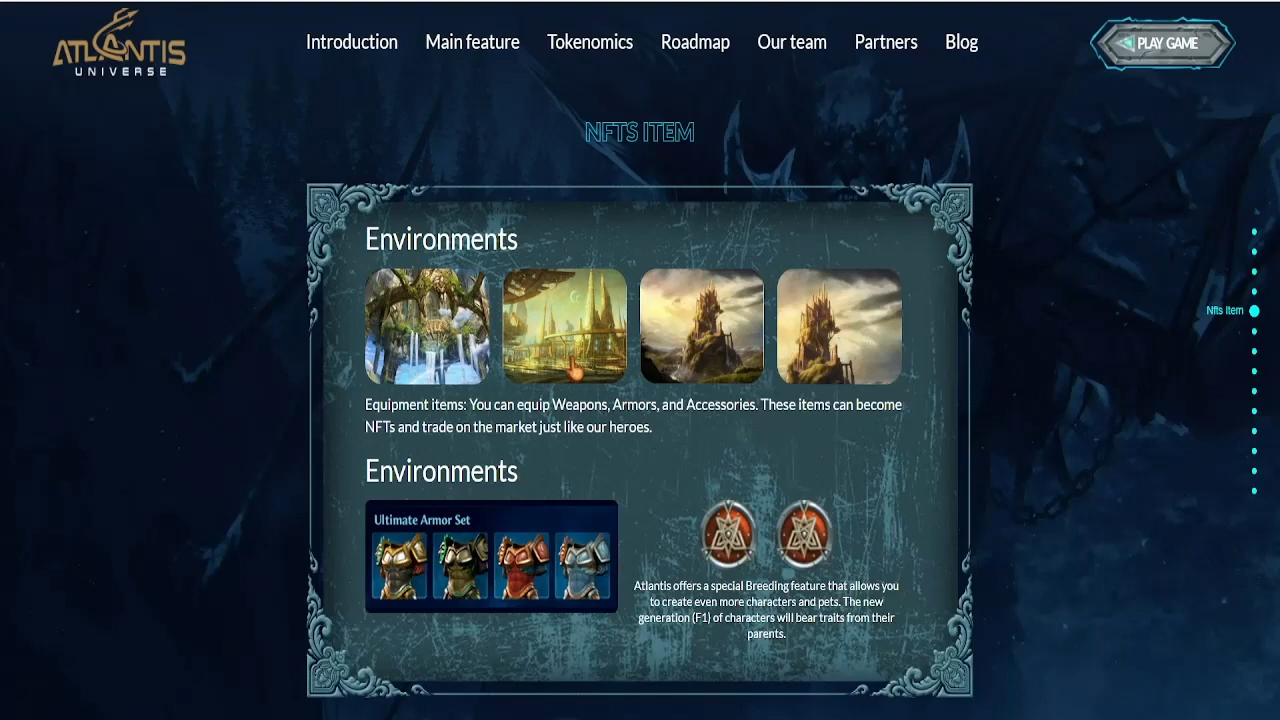 ATLANTIS
UNIVERSE
Introduction
Main feature
Tokenomics
Roadmap
Our team
Partners
Blog
PLAY GAME
NFTS ITEM
Environments
Equipment items: You can equip Weapons, Armors, and Accessories. These items can become
NFTs and trade on the market just like our heroes.
Nfts Item
Environments
Ultimate Armor Set
Atlantis offers a special Breeding feature that allows you
to create even more characters and pets. The new
generation (F1) of characters will bear traits from their
parents.